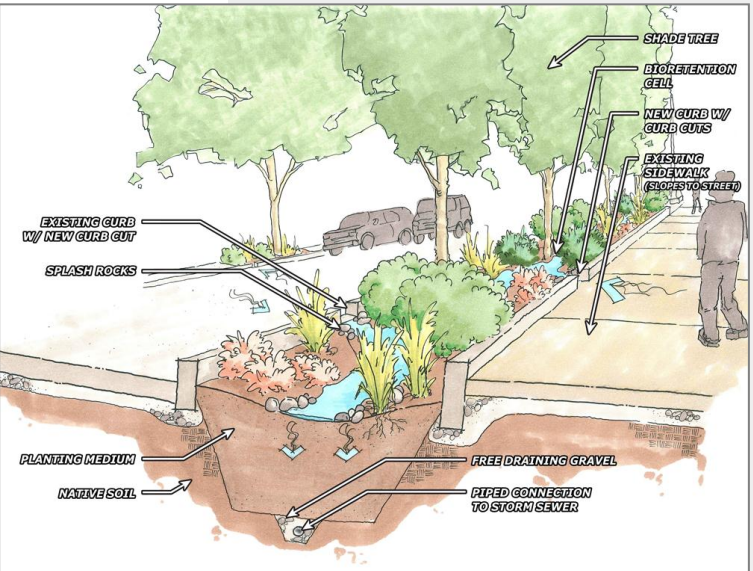 SHADE TREE
BIORETENTION
CELL
NEW CURB W/
CURB CUTS
EXISTING
SIDEWALK
(SLOPES TO STREET)
EXISTING CURB
W/ NEW CURB CUT
SPLASH ROCKS
PLANTING MEDIUM
NATIVE SOIL
FREE DRAINING GRAVEL
PIPED CONNECTION
TO STORM SEWER